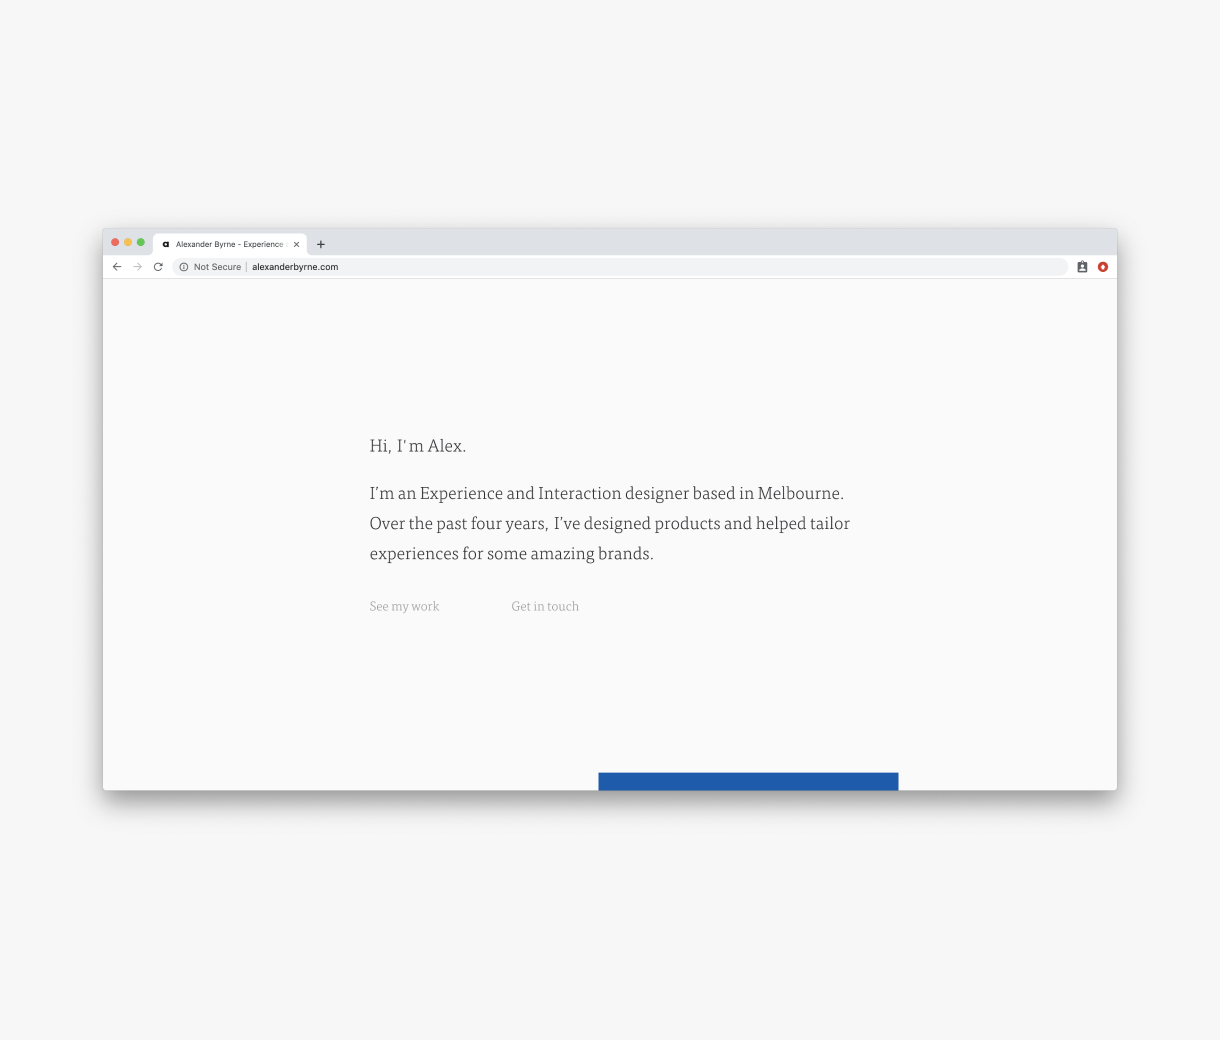 Alexander Byrne - Experience
Not Secure | alexanderbyrne.com
Hi, I'm Alex.
I'm an Experience and Interaction designer based in Melbourne.
Over the past four years, I've designed products and helped tailor
experiences for some amazing brands.
See my work
Get in touch